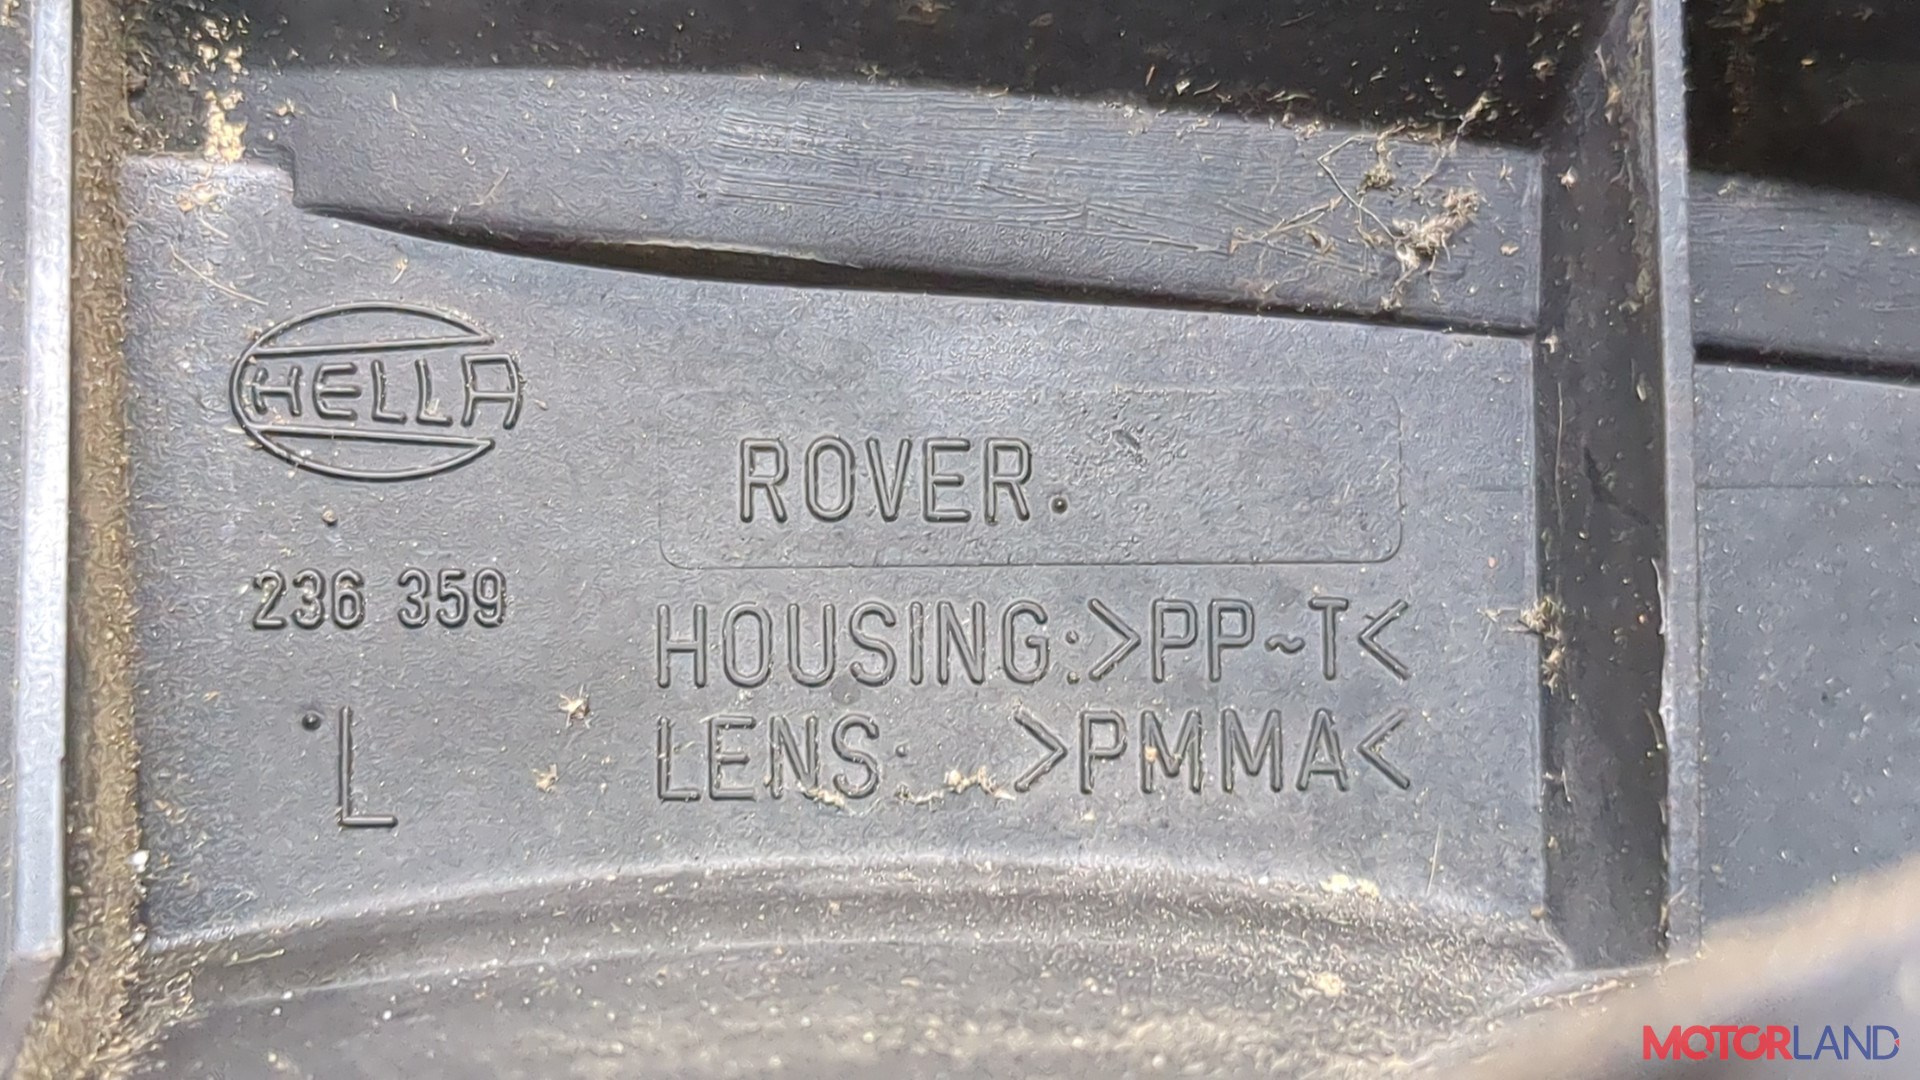 HELLA
ROVER.
236 359
HOUSING:>PP~T<
L
LENS: >PMMA<
MOTORLAND